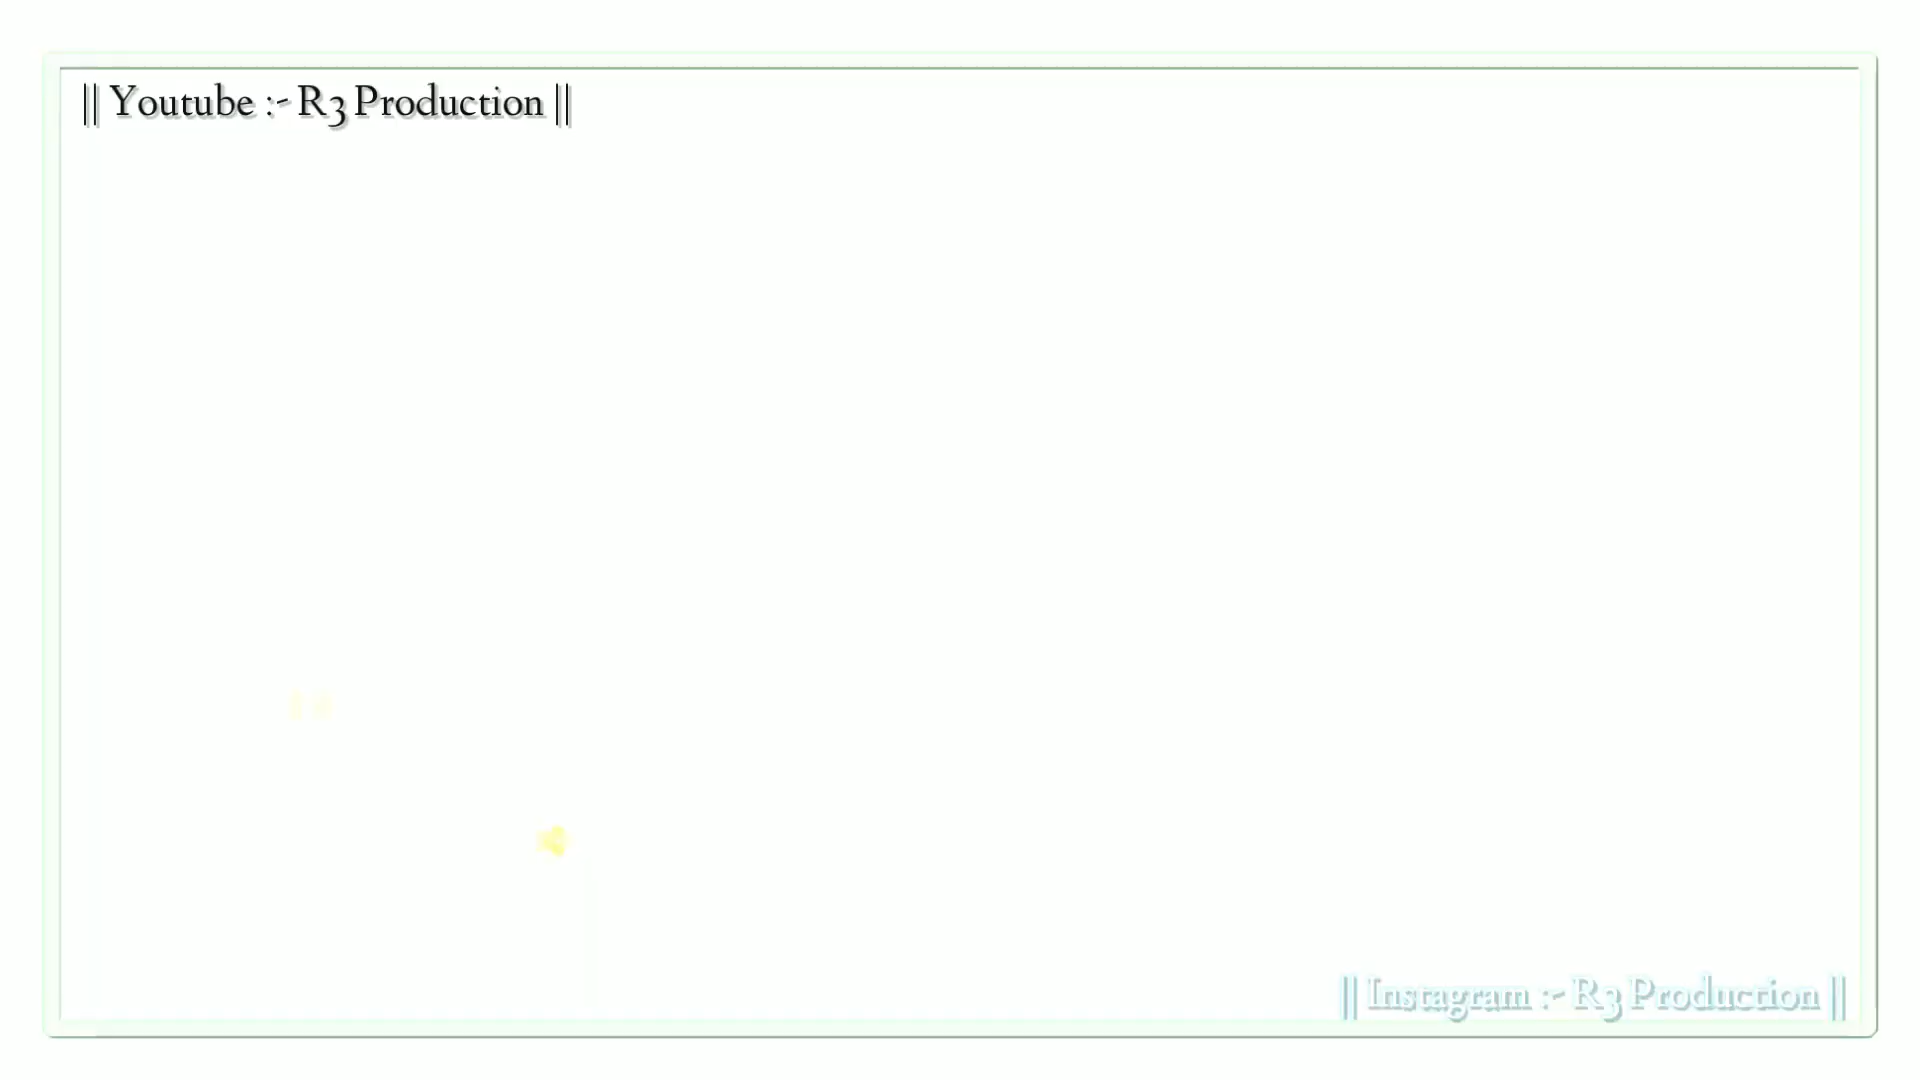 || Youtube :- R3 Production ||
|| Instagram :- R3 Production ||